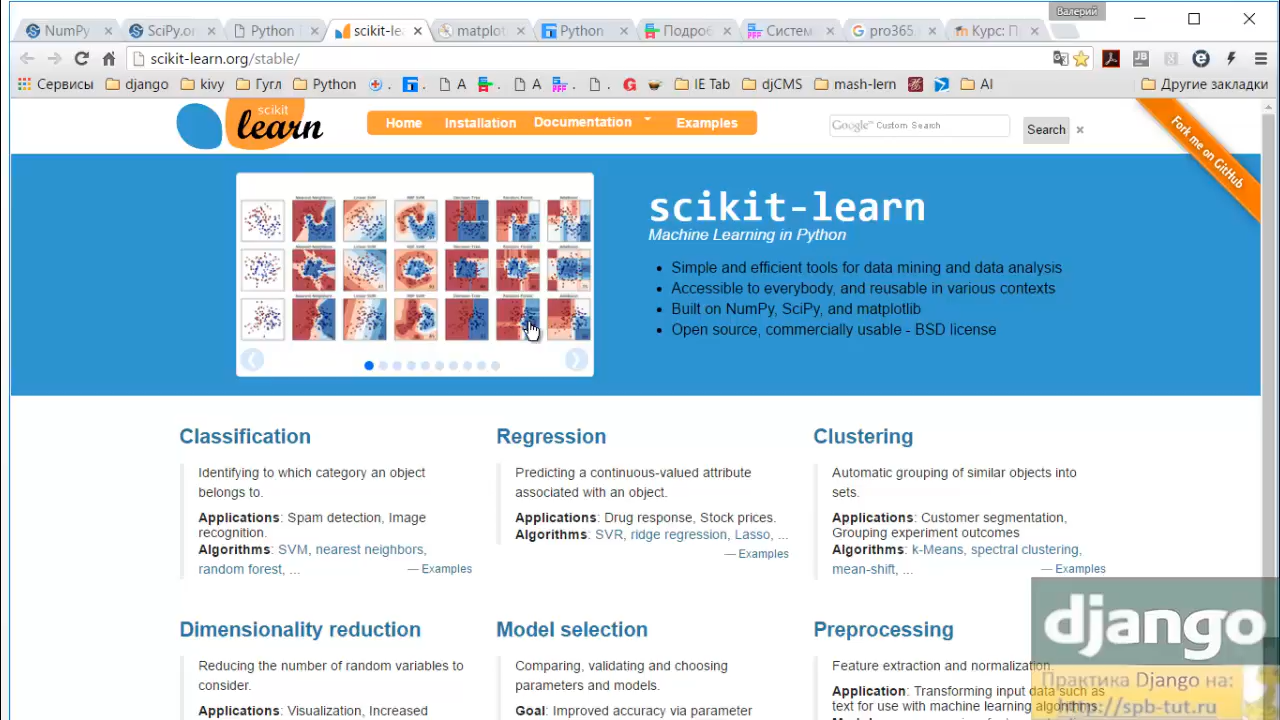 Валерий
NumPy
SciPy.or
Python
scikit-le
matplot
Python
Подроб
Систем
pro365
Курс: П
scikit-learn.org/stable/
Сервисы
django
kivy
Гугл
Python
A
A
IE Tab
djCMS
mash-lern
AI
Другие закладки
scikit
learn
Home
Installation
Documentation
Examples
Google™ Custom Search
Search
×
Fork me on GitHub
scikit-learn
Machine Learning in Python
• Simple and efficient tools for data mining and data analysis
• Accessible to everybody, and reusable in various contexts
• Built on NumPy, SciPy, and matplotlib
• Open source, commercially usable - BSD license
Classification
Identifying to which category an object
belongs to.
Applications: Spam detection, Image
recognition.
Algorithms: SVM, nearest neighbors,
random forest, ...
— Examples
Regression
Predicting a continuous-valued attribute
associated with an object.
Applications: Drug response, Stock prices.
Algorithms: SVR, ridge regression, Lasso, ...
— Examples
Clustering
Automatic grouping of similar objects into
sets.
Applications: Customer segmentation,
Grouping experiment outcomes
Algorithms: k-Means, spectral clustering,
mean-shift, ...
— Examples
Dimensionality reduction
Reducing the number of random variables to
consider.
Applications: Visualization, Increased
Model selection
Comparing, validating and choosing
parameters and models.
Goal: Improved accuracy via parameter
Preprocessing
Feature extraction and normalization.
Application: Transforming input data such as
text for use with machine learning algorithms.
django
Практика Django на:
http://spb-tut.ru